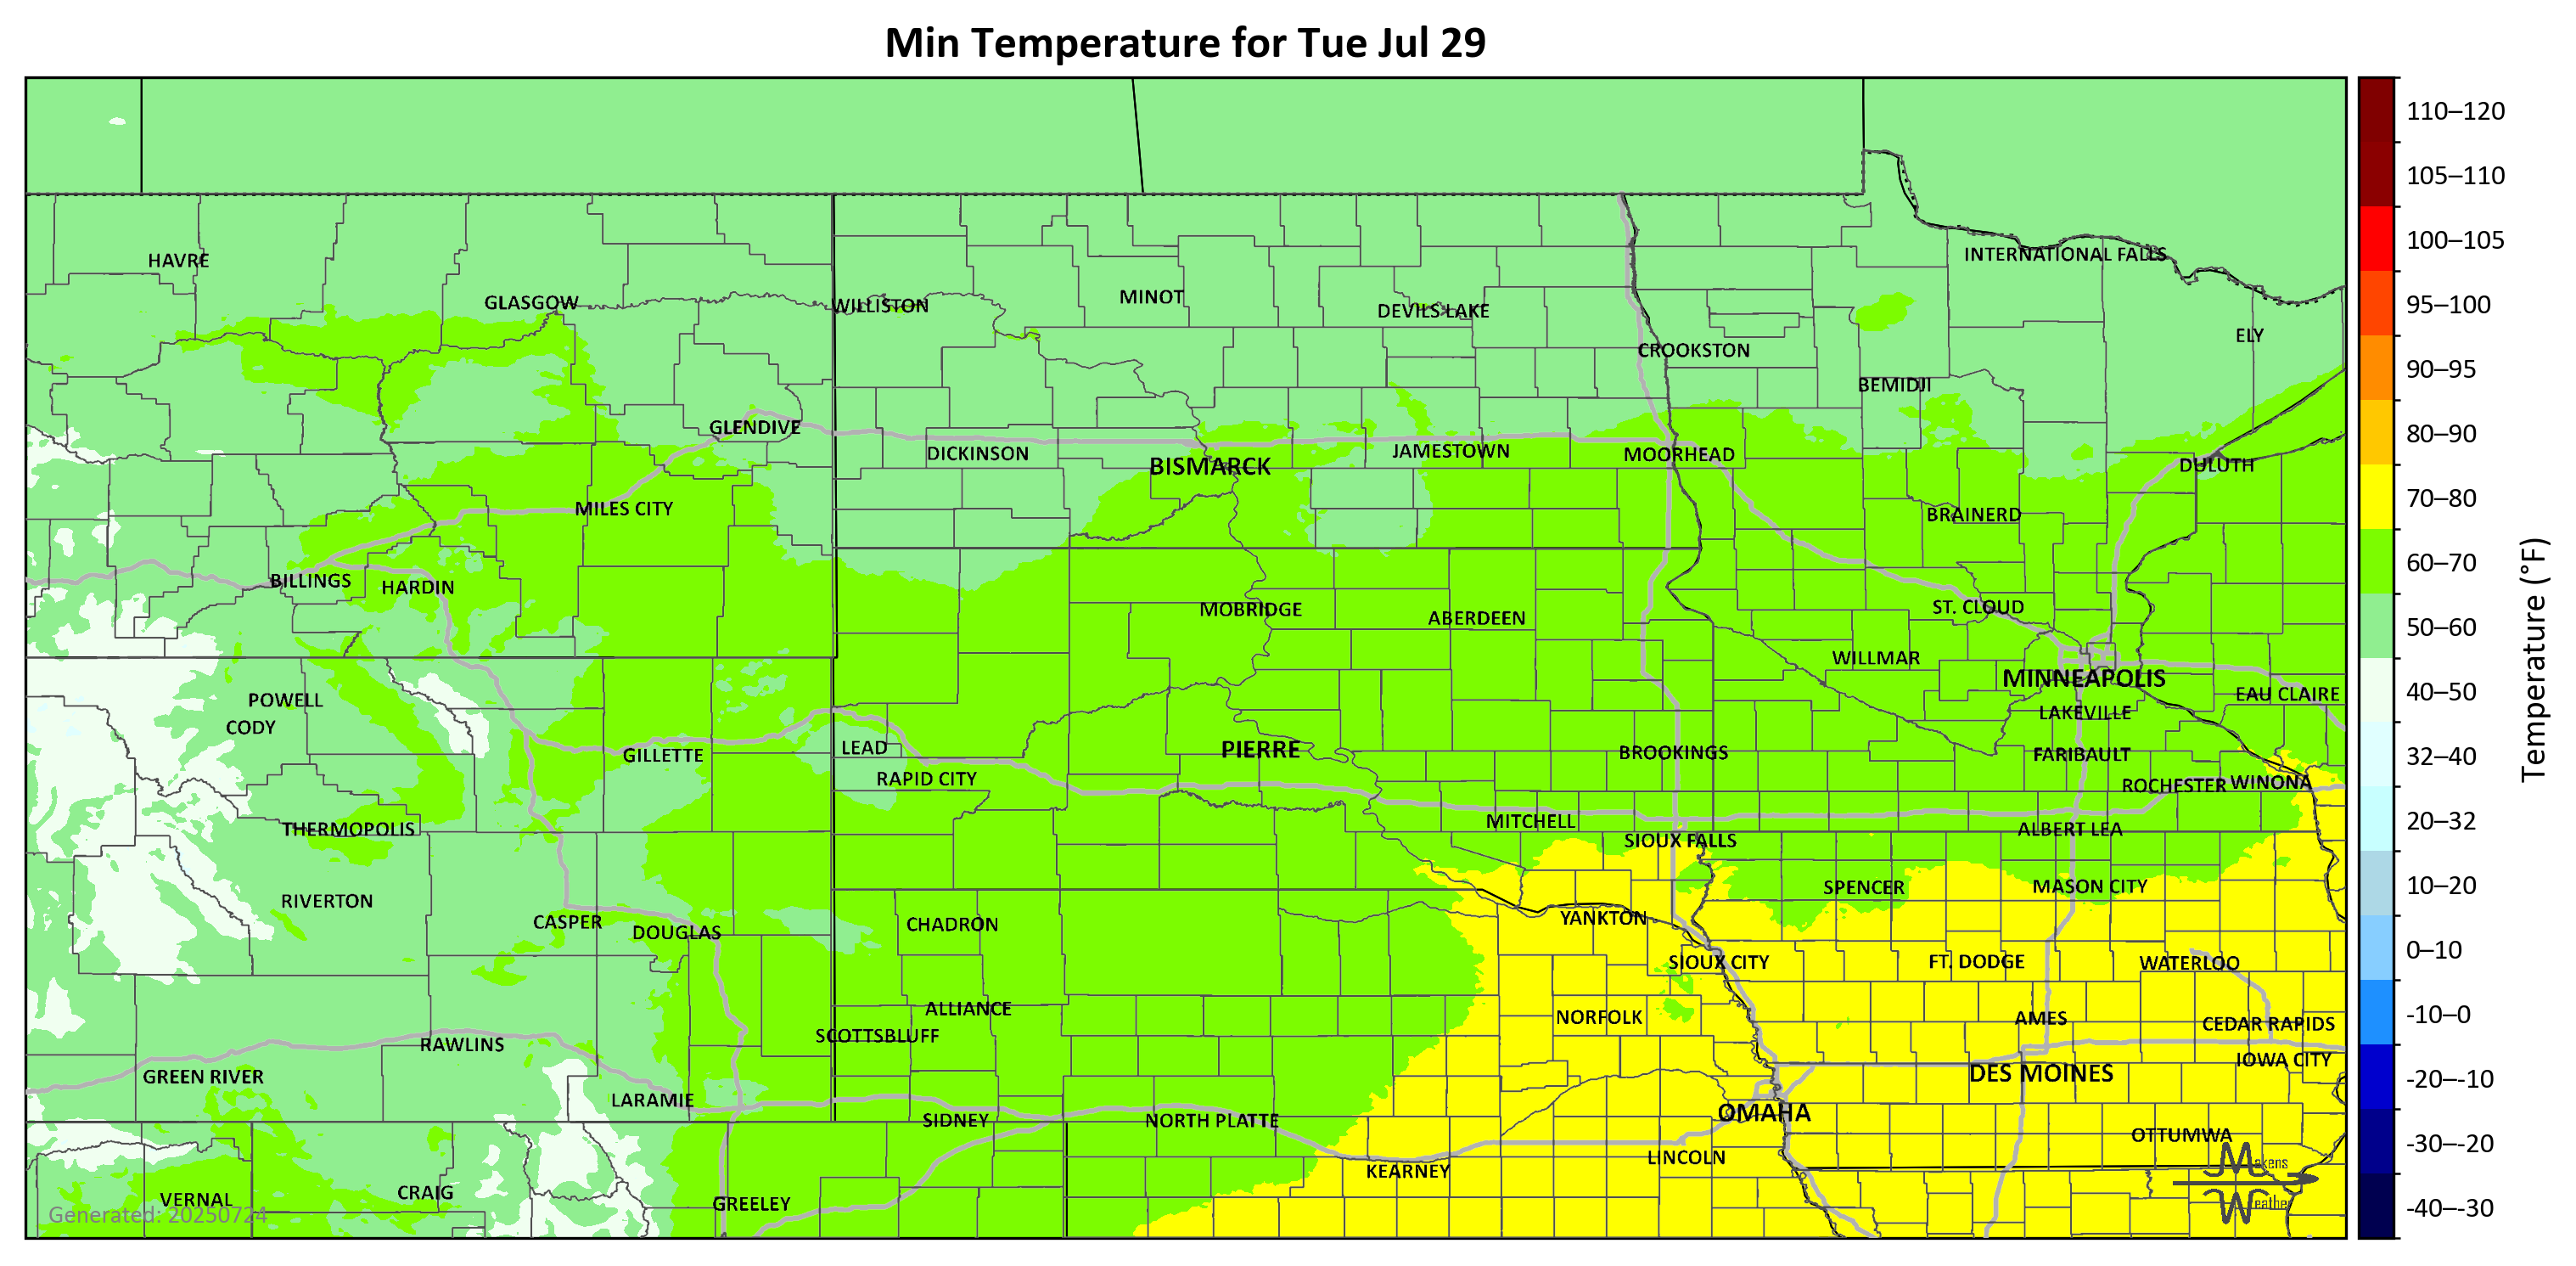 Min Temperature for Tue Jul 29
110–120
105–110
100–105
95–100
90–95
80–90
70–80
60–70
50–60
40–50
32–40
20–32
10–20
0–10
-10–0
-20–-10
-30–-20
-40–-30
Temperature (°F)
HAVRE
GLASGOW
WILLISTON
MINOT
DEVILS LAKE
INTERNATIONAL FALLS
CROOKSTON
ELY
BEMIDJI
GLENDIVE
DICKINSON
BISMARCK
JAMESTOWN
MOORHEAD
DULUTH
MILES CITY
BRAINERD
BILLINGS
HARDIN
MOBRIDGE
ABERDEEN
ST. CLOUD
WILLMAR
MINNEAPOLIS
EAU CLAIRE
POWELL
CODY
LAKEVILLE
GILLETTE
LEAD
PIERRE
BROOKINGS
FARIBAULT
RAPID CITY
ROCHESTER
WINONA
THERMOPOLIS
MITCHELL
SIOUX FALLS
ALBERT LEA
RIVERTON
SPENCER
MASON CITY
CASPER
DOUGLAS
CHADRON
YANKTON
SIOUX CITY
FT. DODGE
WATERLOO
ALLIANCE
NORFOLK
AMES
CEDAR RAPIDS
SCOTTSBLUFF
RAWLINS
IOWA CITY
GREEN RIVER
DES MOINES
LARAMIE
SIDNEY
NORTH PLATTE
OMAHA
OTTUMWA
KEARNEY
LINCOLN
VERNAL
CRAIG
GREELEY
Generated: 20250724
Makens
Weather